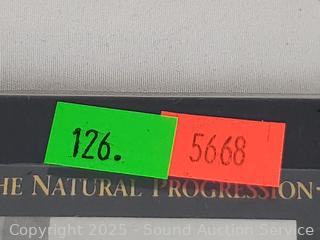 126.
5668
HE NATURAL PROGRESSION
Copyright 2025 - Sound Auction Service